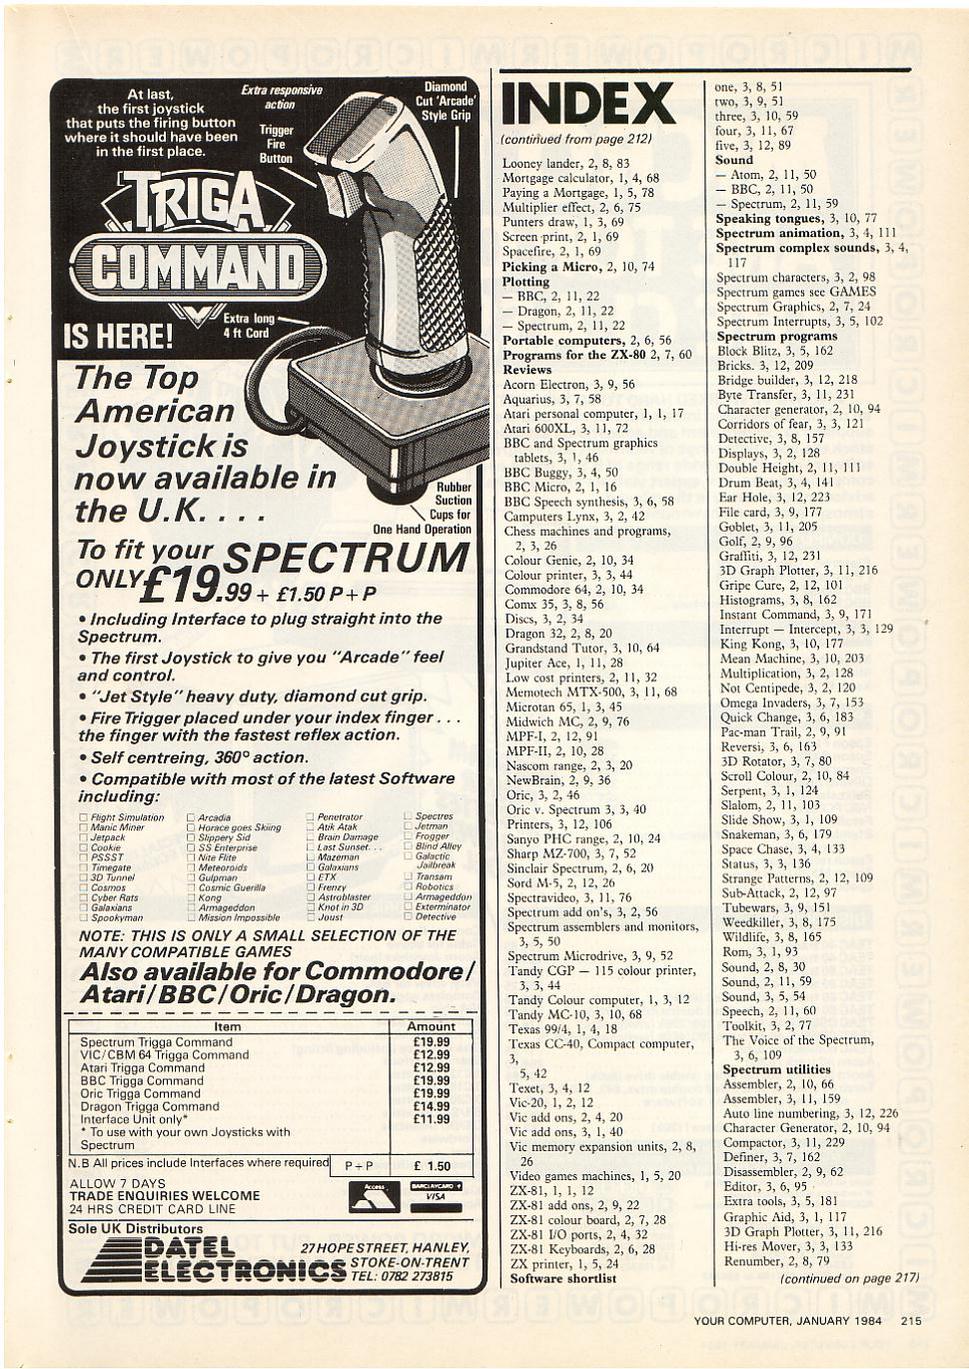 At last,
the first joystick
that puts the firing button
where it should have been
in the first place.
Extra responsive
action
Diamond
Cut 'Arcade'
Style Grip
Trigger
Fire
Button
TRIGA
COMMAND
Extra long
4 ft Cord
IS HERE!
The Top
American
Joystick is
now available in
the U.K. . . .
Rubber
Suction
Cups for
One Hand Operation
To fit your SPECTRUM
ONLY £19.99 + £1.50 P + P
• Including Interface to plug straight into the
Spectrum.
• The first Joystick to give you "Arcade" feel
and control.
• "Jet Style" heavy duty, diamond cut grip.
• Fire Trigger placed under your index finger . . .
the finger with the fastest reflex action.
• Self centreing, 360° action.
• Compatible with most of the latest Software
including:
Flight Simulation
Manic Miner
Jetpack
Cookie
PSSST
Timegate
3D Tunnel
Cosmos
Cyber Rats
Galaxians
Spookyman
Arcadia
Horace goes Skiing
Slippery Sid
SS Enterprise
Nite Flite
Meteoroids
Gulpman
Cosmic Guerilla
Kong
Armageddon
Mission Impossible
Penetrator
Atik Atak
Brain Damage
Last Sunset. . .
Mazeman
Galaxians
ETX
Frenzy
Astroblaster
Knot in 3D
Joust
Spectres
Jetman
Frogger
Blind Alley
Galactic
Jailbreak
Transam
Robotics
Armageddon
Exterminator
Detective
NOTE: THIS IS ONLY A SMALL SELECTION OF THE
MANY COMPATIBLE GAMES
Also available for Commodore/
Atari/BBC/Oric/Dragon.
Item Amount
Spectrum Trigga Command £19.99
VIC/CBM 64 Trigga Command £12.99
Atari Trigga Command £12.99
BBC Trigga Command £19.99
Oric Trigga Command £19.99
Dragon Trigga Command £14.99
Interface Unit only* £11.99
* To use with your own Joysticks with
Spectrum
N.B All prices include Interfaces where required P + P £ 1.50
ALLOW 7 DAYS
TRADE ENQUIRIES WELCOME
24 HRS CREDIT CARD LINE
Access
BARCLAYCARD
VISA
Sole UK Distributors
DATEL
ELECTRONICS
27 HOPE STREET, HANLEY,
STOKE-ON-TRENT
TEL: 0782 273815
INDEX
(continued from page 212)
Looney lander, 2, 8, 83
Mortgage calculator, 1, 4, 68
Paying a Mortgage, 1, 5, 78
Multiplier effect, 2, 6, 75
Punters draw, 1, 3, 69
Screen print, 2, 1, 69
Spacefire, 2, 1, 69
Picking a Micro, 2, 10, 74
Plotting
— BBC, 2, 11, 22
— Dragon, 2, 11, 22
— Spectrum, 2, 11, 22
Portable computers, 2, 6, 56
Programs for the ZX-80 2, 7, 60
Reviews
Acorn Electron, 3, 9, 56
Aquarius, 3, 7, 58
Atari personal computer, 1, 1, 17
Atari 600XL, 3, 11, 72
BBC and Spectrum graphics
tablets, 3, 1, 46
BBC Buggy, 3, 4, 50
BBC Micro, 2, 1, 16
BBC Speech synthesis, 3, 6, 58
Camputers Lynx, 3, 2, 42
Chess machines and programs,
2, 3, 26
Colour Genie, 2, 10, 34
Colour printer, 3, 3, 44
Commodore 64, 2, 10, 34
Comx 35, 3, 8, 56
Discs, 3, 2, 34
Dragon 32, 2, 8, 20
Grandstand Tutor, 3, 10, 64
Jupiter Ace, 1, 11, 28
Low cost printers, 2, 11, 32
Memotech MTX-500, 3, 11, 68
Microtan 65, 1, 3, 45
Midwich MC, 2, 9, 76
MPF-I, 2, 12, 91
MPF-II, 2, 10, 28
Nascom range, 2, 3, 20
NewBrain, 2, 9, 36
Oric, 3, 2, 46
Oric v. Spectrum 3, 3, 40
Printers, 3, 12, 106
Sanyo PHC range, 2, 10, 24
Sharp MZ-700, 3, 7, 52
Sinclair Spectrum, 2, 6, 20
Sord M-5, 2, 12, 26
Spectravideo, 3, 11, 76
Spectrum add on's, 3, 2, 56
Spectrum assemblers and monitors,
3, 5, 50
Spectrum Microdrive, 3, 9, 52
Tandy CGP — 115 colour printer,
3, 3, 44
Tandy Colour computer, 1, 3, 12
Tandy MC-10, 3, 10, 68
Texas 99/4, 1, 4, 18
Texas CC-40, Compact computer,
3,
5, 42
Texet, 3, 4, 12
Vic-20, 1, 2, 12
Vic add ons, 2, 4, 20
Vic add ons, 3, 1, 40
Vic memory expansion units, 2, 8,
26
Video games machines, 1, 5, 20
ZX-81, 1, 1, 12
ZX-81 add ons, 2, 9, 22
ZX-81 colour board, 2, 7, 28
ZX-81 I/O ports, 2, 4, 32
ZX-81 Keyboards, 2, 6, 28
ZX printer, 1, 5, 24
Software shortlist
one, 3, 8, 51
two, 3, 9, 51
three, 3, 10, 59
four, 3, 11, 67
five, 3, 12, 89
Sound
— Atom, 2, 11, 50
— BBC, 2, 11, 50
— Spectrum, 2, 11, 59
Speaking tongues, 3, 10, 77
Spectrum animation, 3, 4, 111
Spectrum complex sounds, 3, 4,
117
Spectrum characters, 3, 2, 98
Spectrum games see GAMES
Spectrum Graphics, 2, 7, 24
Spectrum Interrupts, 3, 5, 102
Spectrum programs
Block Blitz, 3, 5, 162
Bricks. 3, 12, 209
Bridge builder, 3, 12, 218
Byte Transfer, 3, 11, 231
Character generator, 2, 10, 94
Corridors of fear, 3, 3, 121
Detective, 3, 8, 157
Displays, 3, 2, 128
Double Height, 2, 11, 111
Drum Beat, 3, 4, 141
Ear Hole, 3, 12, 223
File card, 3, 9, 177
Goblet, 3, 11, 205
Golf, 2, 9, 96
Graffiti, 3, 12, 231
3D Graph Plotter, 3, 11, 216
Gripe Cure, 2, 12, 101
Histograms, 3, 8, 162
Instant Command, 3, 9, 171
Interrupt — Intercept, 3, 3, 129
King Kong, 3, 10, 177
Mean Machine, 3, 10, 203
Multiplication, 3, 2, 128
Not Centipede, 3, 2, 120
Omega Invaders, 3, 7, 153
Quick Change, 3, 6, 183
Pac-man Trail, 2, 9, 91
Reversi, 3, 6, 163
3D Rotator, 3, 7, 80
Scroll Colour, 2, 10, 84
Serpent, 3, 1, 124
Slalom, 2, 11, 103
Slide Show, 3, 1, 109
Snakeman, 3, 6, 179
Space Chase, 3, 4, 133
Status, 3, 3, 136
Strange Patterns, 2, 12, 109
Sub-Attack, 2, 12, 97
Tubewars, 3, 9, 151
Weedkiller, 3, 8, 175
Wildlife, 3, 8, 165
Rom, 3, 1, 93
Sound, 2, 8, 30
Sound, 2, 11, 59
Sound, 3, 5, 54
Speech, 2, 11, 60
Toolkit, 3, 2, 77
The Voice of the Spectrum,
3, 6, 109
Spectrum utilities
Assembler, 2, 10, 66
Assembler, 3, 11, 159
Auto line numbering, 3, 12, 226
Character Generator, 2, 10, 94
Compactor, 3, 11, 229
Definer, 3, 7, 162
Disassembler, 2, 9, 62
Editor, 3, 6, 95
Extra tools, 3, 5, 181
Graphic Aid, 3, 1, 117
3D Graph Plotter, 3, 11, 216
Hi-res Mover, 3, 3, 133
Renumber, 2, 8, 79
(continued on page 217)
YOUR COMPUTER, JANUARY 1984 215